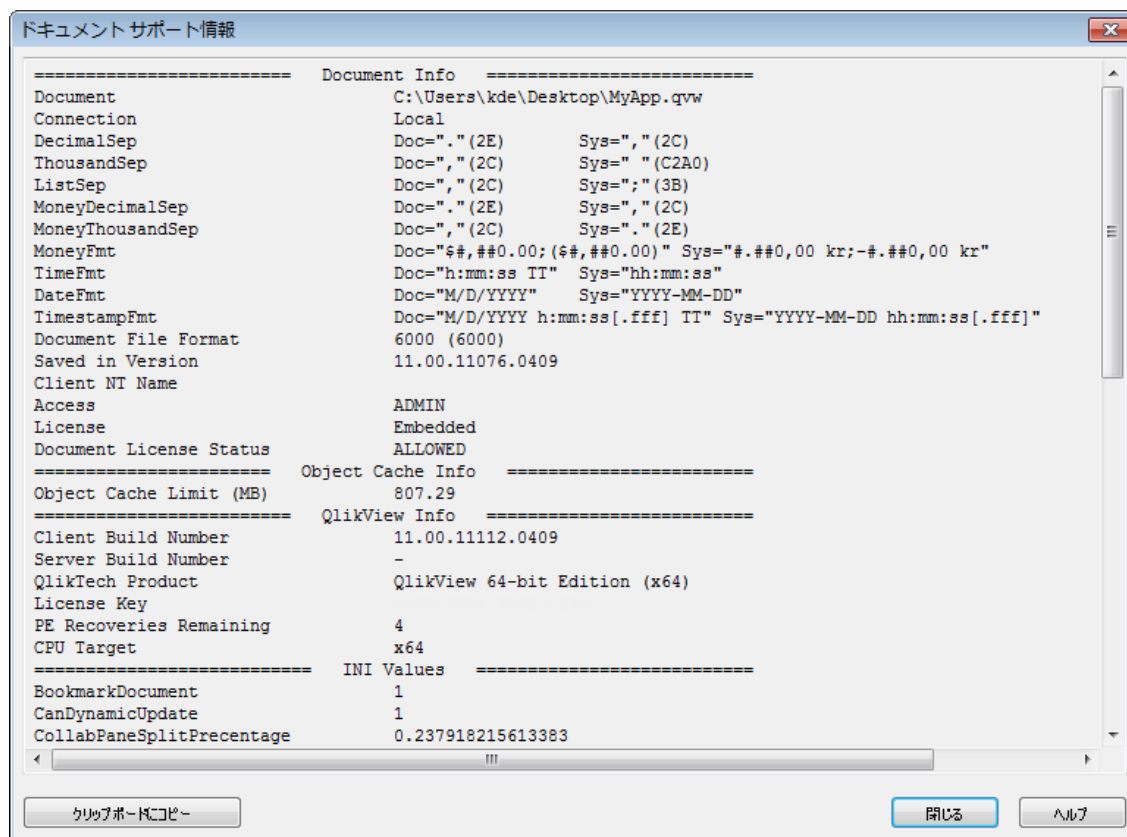 ドキュメント サポート情報
========================= Document Info ==========================
Document C:\Users\kde\Desktop\MyApp.qvw
Connection Local
DecimalSep Doc="."(2E) Sys=","(2C)
ThousandSep Doc=","(2C) Sys=" "(C2A0)
ListSep Doc=","(2C) Sys=";"(3B)
MoneyDecimalSep Doc="."(2E) Sys=","(2C)
MoneyThousandSep Doc=","(2C) Sys="."(2E)
MoneyFmt Doc="$#,##0.00;($#,##0.00)" Sys="#.##0,00 kr;-#.##0,00 kr"
TimeFmt Doc="h:mm:ss TT" Sys="hh:mm:ss"
DateFmt Doc="M/D/YYYY" Sys="YYYY-MM-DD"
TimestampFmt Doc="M/D/YYYY h:mm:ss[.fff] TT" Sys="YYYY-MM-DD hh:mm:ss[.fff]"
Document File Format 6000 (6000)
Saved in Version 11.00.11076.0409
Client NT Name
Access ADMIN
License Embedded
Document License Status ALLOWED
======================= Object Cache Info ========================
Object Cache Limit (MB) 807.29
========================= QlikView Info ==========================
Client Build Number 11.00.11112.0409
Server Build Number -
QlikTech Product QlikView 64-bit Edition (x64)
License Key
PE Recoveries Remaining 4
CPU Target x64
=========================== INI Values ===========================
BookmarkDocument 1
CanDynamicUpdate 1
CollabPaneSplitPrecentage 0.237918215613383
クリップボードにコピー 閉じる ヘルプ